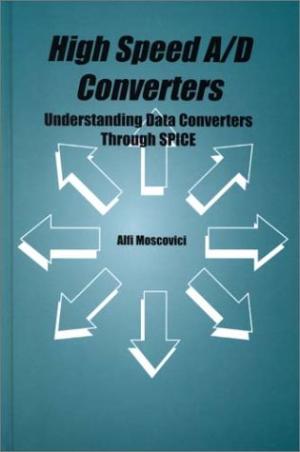 High Speed A/D
Converters
Understanding Data Converters
Through SPICE
Alfi Moscovici